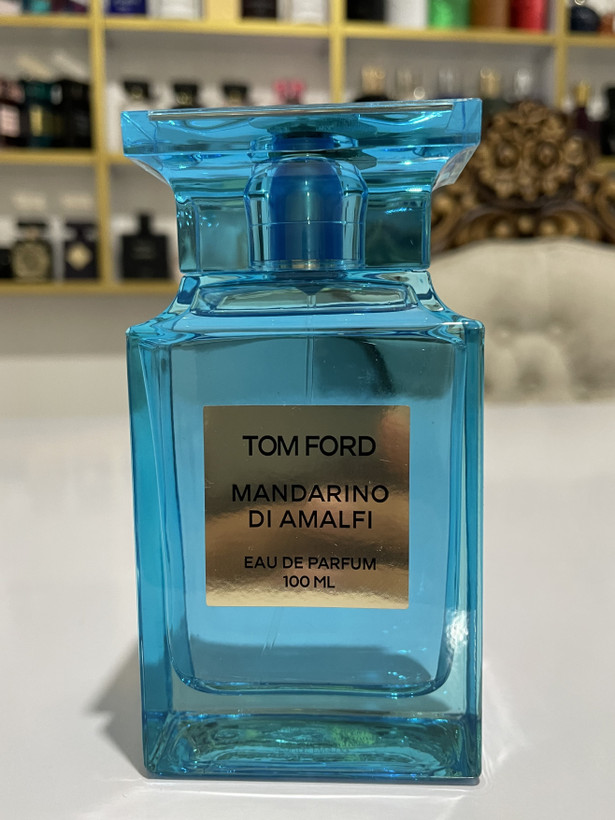 TOM FORD
MANDARINO
DI AMALFI
EAU DE PARFUM
100 ML